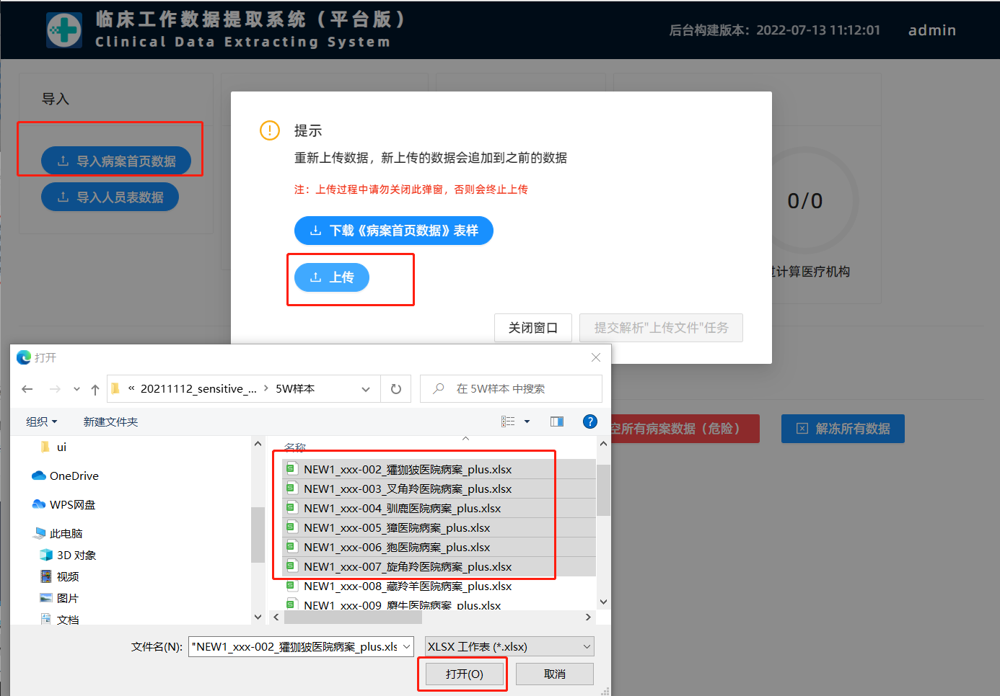 临床工作数据提取系统（平台版）
Clinical Data Extracting System
后台构建版本：2022-07-13 11:12:01
admin
导入
导入病案首页数据
导入人员表数据
提示
重新上传数据，新上传的数据会追加到之前的数据
注：上传过程中请勿关闭此弹窗，否则会终止上传
下载《病案首页数据》表样
上传
关闭窗口
提交解析"上传文件"任务
0/0
过计算医疗机构
空所有病案数据（危险）
解冻所有数据
打开
« 20211112_sensitive_... › 5W样本
在 5W样本 中搜索
组织
新建文件夹
ui
OneDrive
WPS网盘
此电脑
3D 对象
视频
图片
文档
名称
NEW1_xxx-002_獾狐狓医院病案_plus.xlsx
NEW1_xxx-003_叉角羚医院病案_plus.xlsx
NEW1_xxx-004_驯鹿医院病案_plus.xlsx
NEW1_xxx-005_獐医院病案_plus.xlsx
NEW1_xxx-006_狍医院病案_plus.xlsx
NEW1_xxx-007_旋角羚医院病案_plus.xlsx
NEW1_xxx-008_藏羚羊医院病案_plus.xlsx
NEW1_xxx-009_麝牛医院病案_plus.xlsx
文件名(N):
"NEW1_xxx-002_獾狐狓医院病案_plus.xls
XLSX 工作表 (*.xlsx)
打开(O)
取消